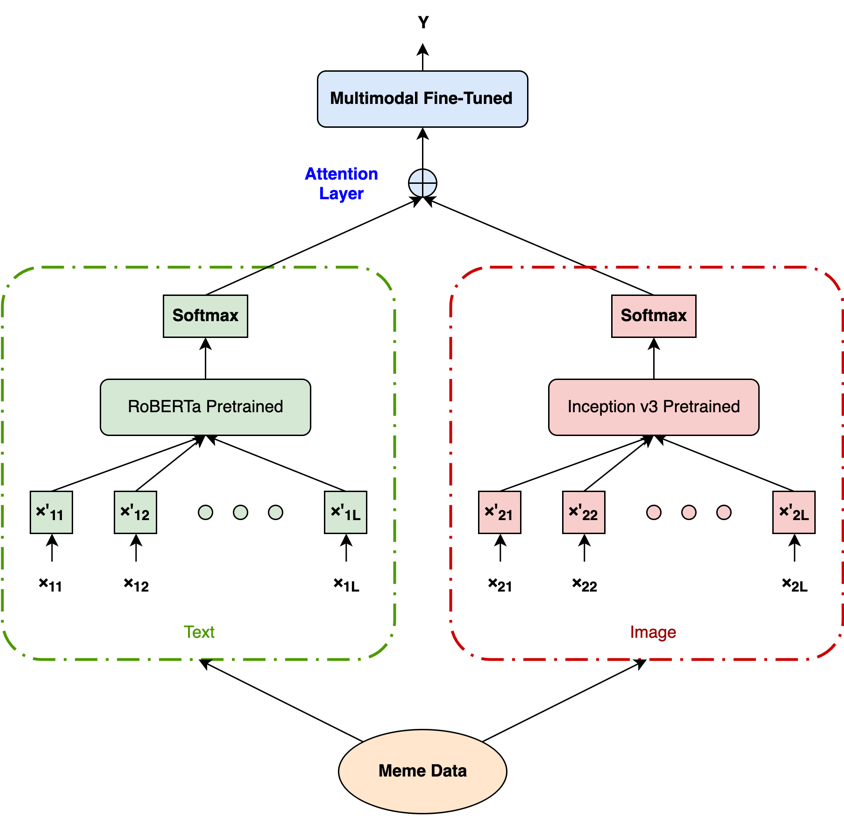 Y
Multimodal Fine-Tuned
Attention
Layer
Softmax
Softmax
RoBERTa Pretrained
Inception v3 Pretrained
x'11 x'12 x'1L
x'21 x'22 x'2L
x11 x12 x1L
x21 x22 x2L
Text
Image
Meme Data